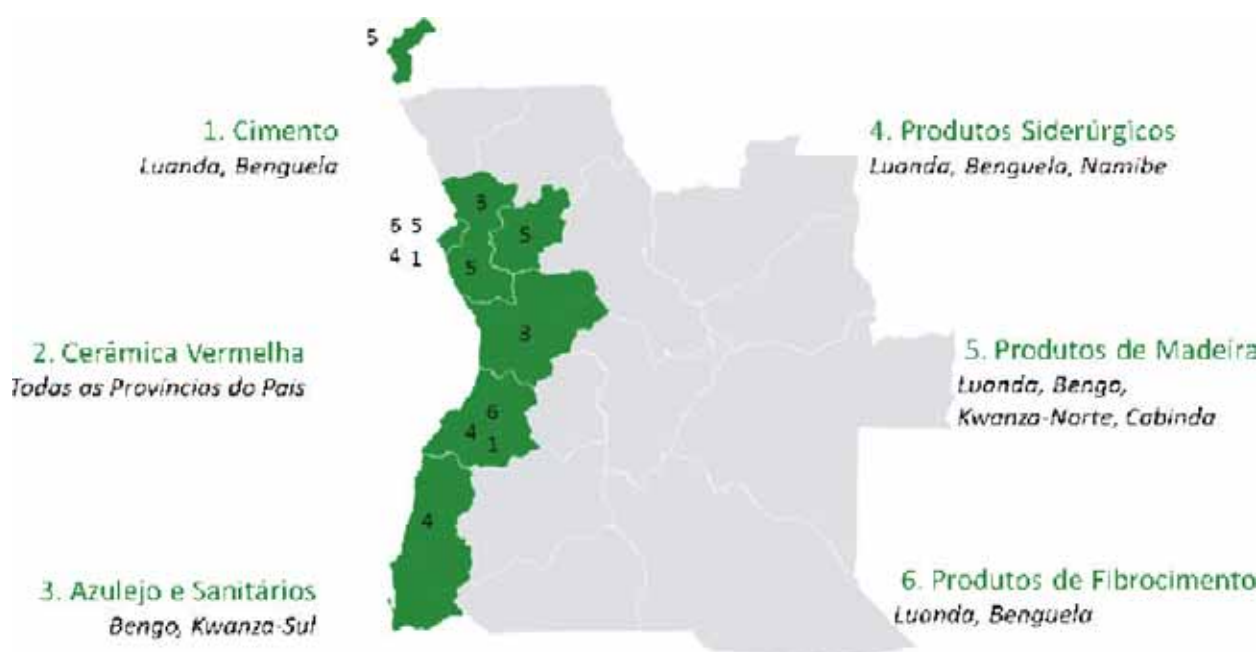 5
1. Cimento
Luanda, Benguela
4. Produtos Siderúrgicos
Luanda, Benguela, Namibe
3
6 5
5
4 1
5
3
2. Cerâmica Vermelha
Todas as Províncias do País
5. Produtos de Madeira
Luanda, Bengo,
Kwanza-Norte, Cabinda
6
4
1
4
3. Azulejo e Sanitários
Bengo, Kwanza-Sul
6. Produtos de Fibrocimento
Luanda, Benguela